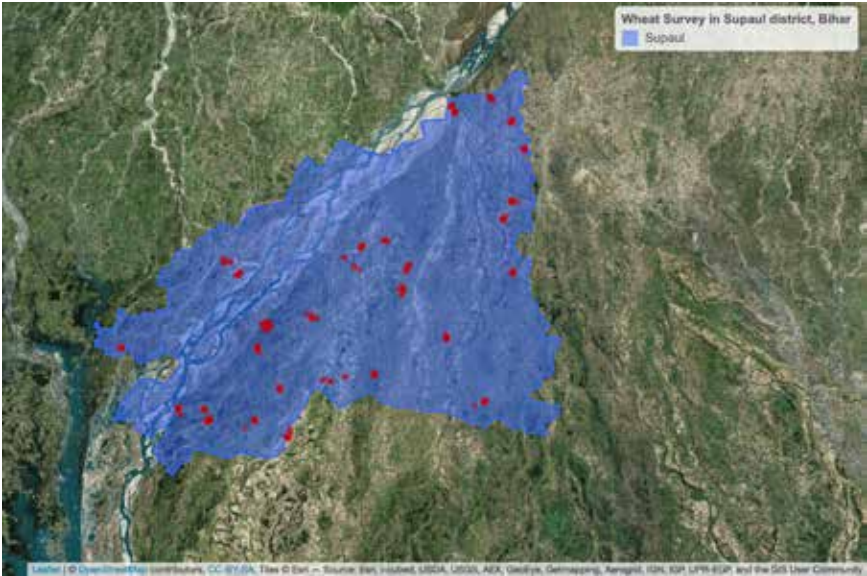 Wheat Survey in Supaul district, Bihar
Supaul
Leaflet | © OpenStreetMap contributors, CC-BY-SA, Tiles © Esri — Source: Esri, i-cubed, USDA, USGS, AEX, GeoEye, Getmapping, Aerogrid, IGN, IGP, UPR-EGP, and the GIS User Community